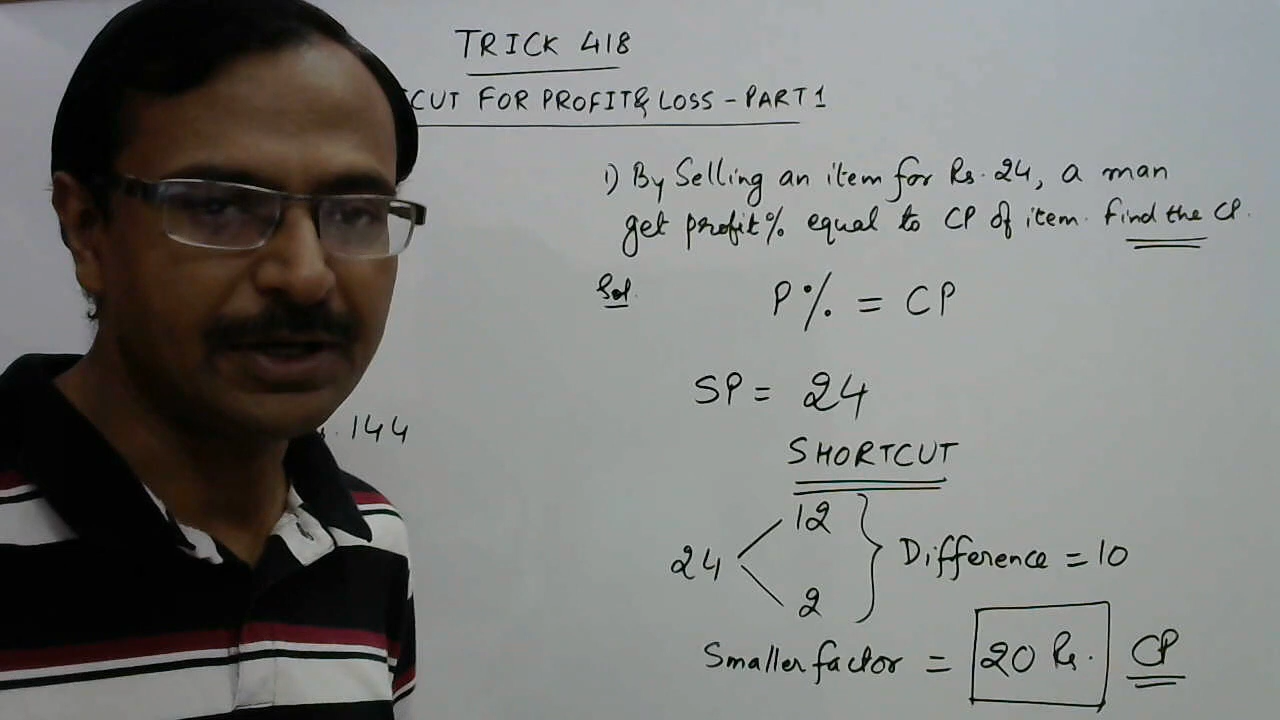 TRICK 418
CUT FOR PROFIT & LOSS - PART 1
1) By Selling an item for Rs. 24, a man
get profit% equal to CP of item. Find the CP.
Sol.
P% = CP
SP = 24
. 144
SHORTCUT
12
24
Difference = 10
2
Smaller factor = 20 Rs. CP